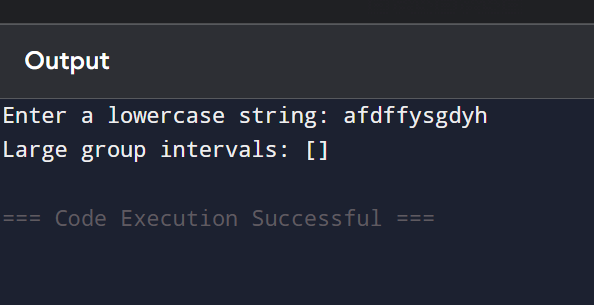 Output
Enter a lowercase string: afdffysgdyh
Large group intervals: []
=== Code Execution Successful ===